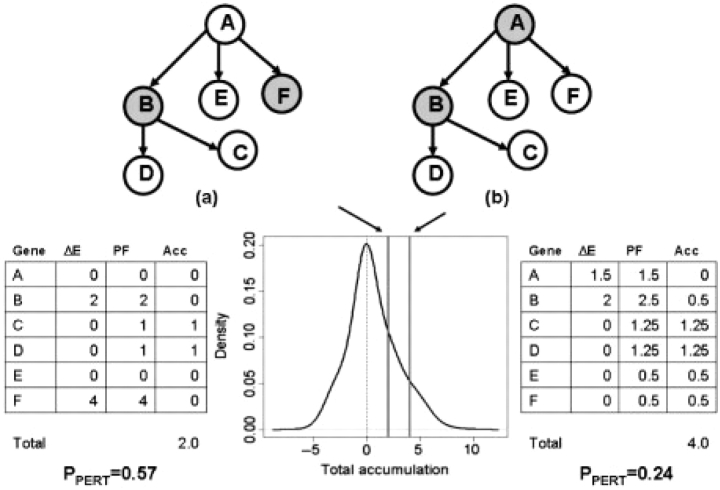 A
B
E
F
D
C
(a)
A
B
E
F
D
C
(b)
Gene ΔE PF Acc
A 0 0 0
B 2 2 0
C 0 1 1
D 0 1 1
E 0 0 0
F 4 4 0
Total 2.0
P_PERT=0.57
Density
0.20
0.15
0.10
0.05
0.00
−5 0 5 10
Total accumulation
Gene ΔE PF Acc
A 1.5 1.5 0
B 2 2.5 0.5
C 0 1.25 1.25
D 0 1.25 1.25
E 0 0.5 0.5
F 0 0.5 0.5
Total 4.0
P_PERT=0.24